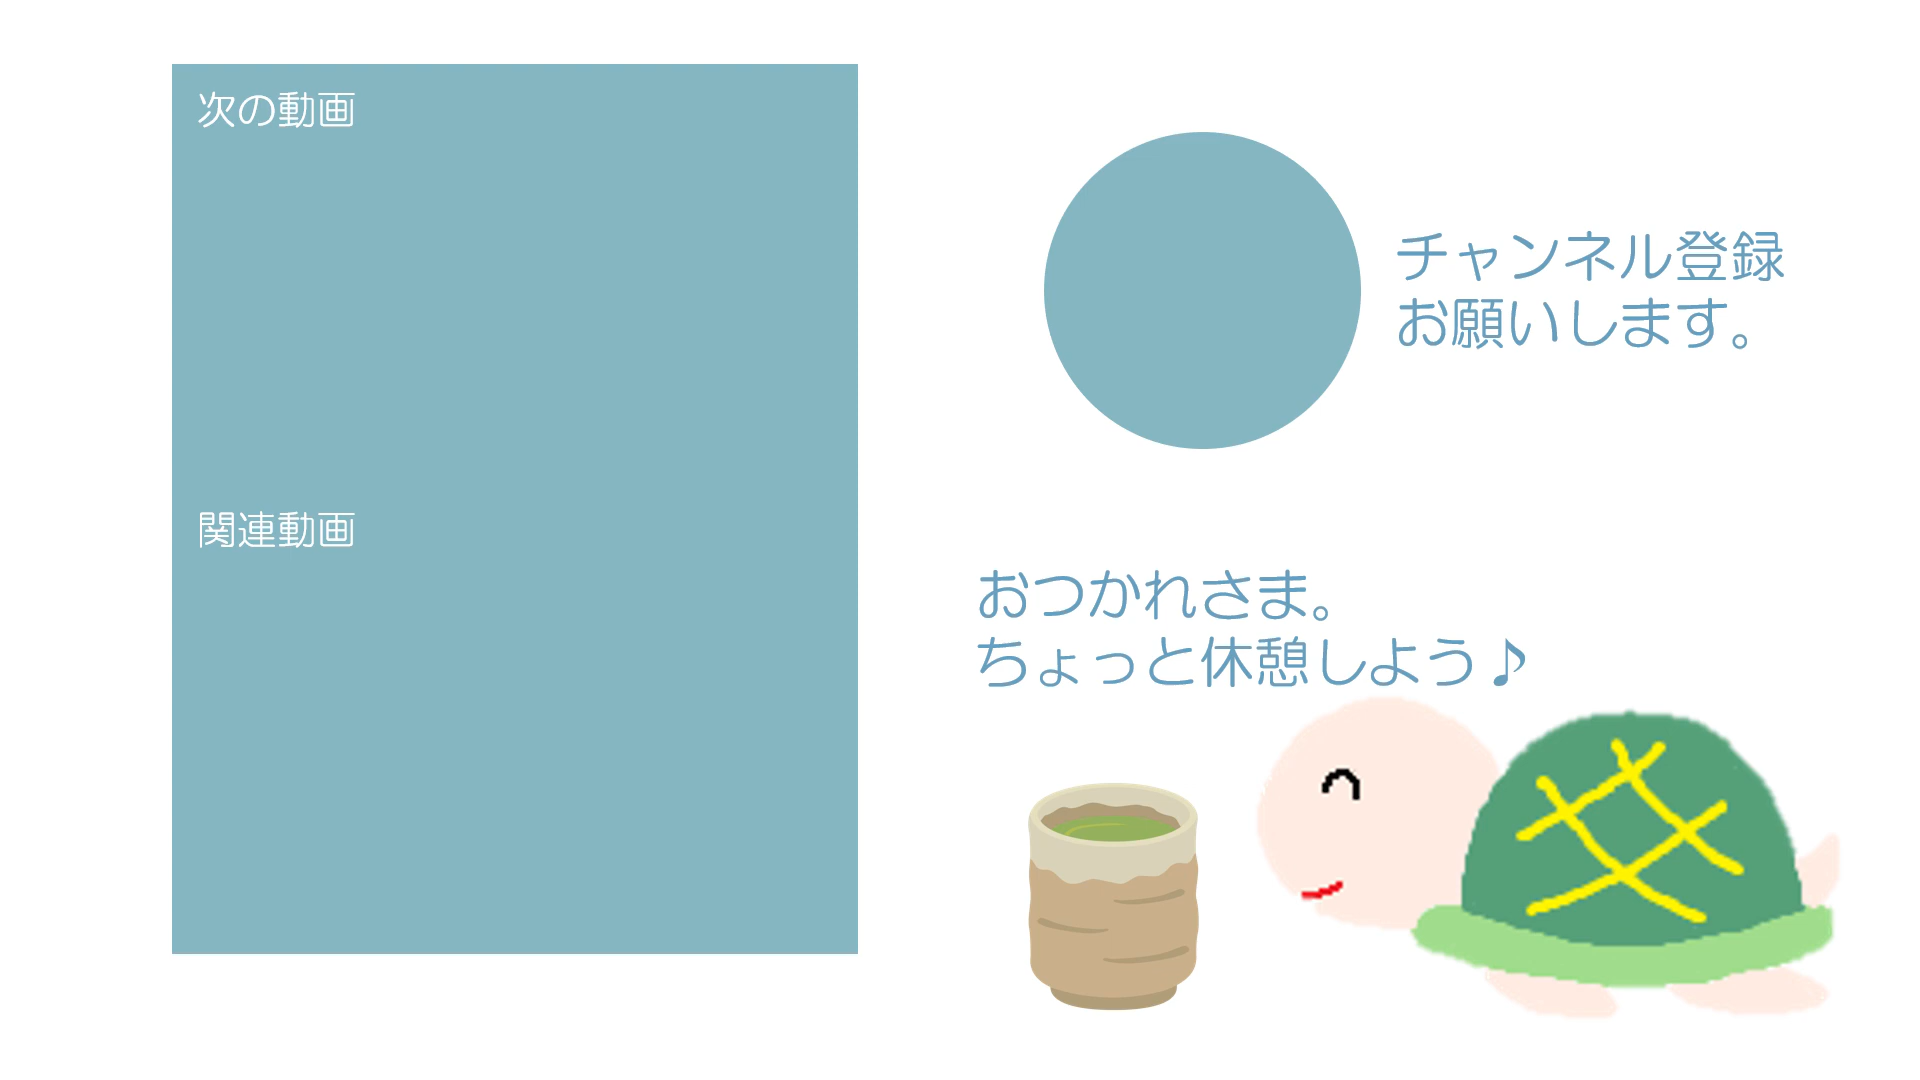 次の動画
関連動画
チャンネル登録
お願いします。
おつかれさま。
ちょっと休憩しよう♪